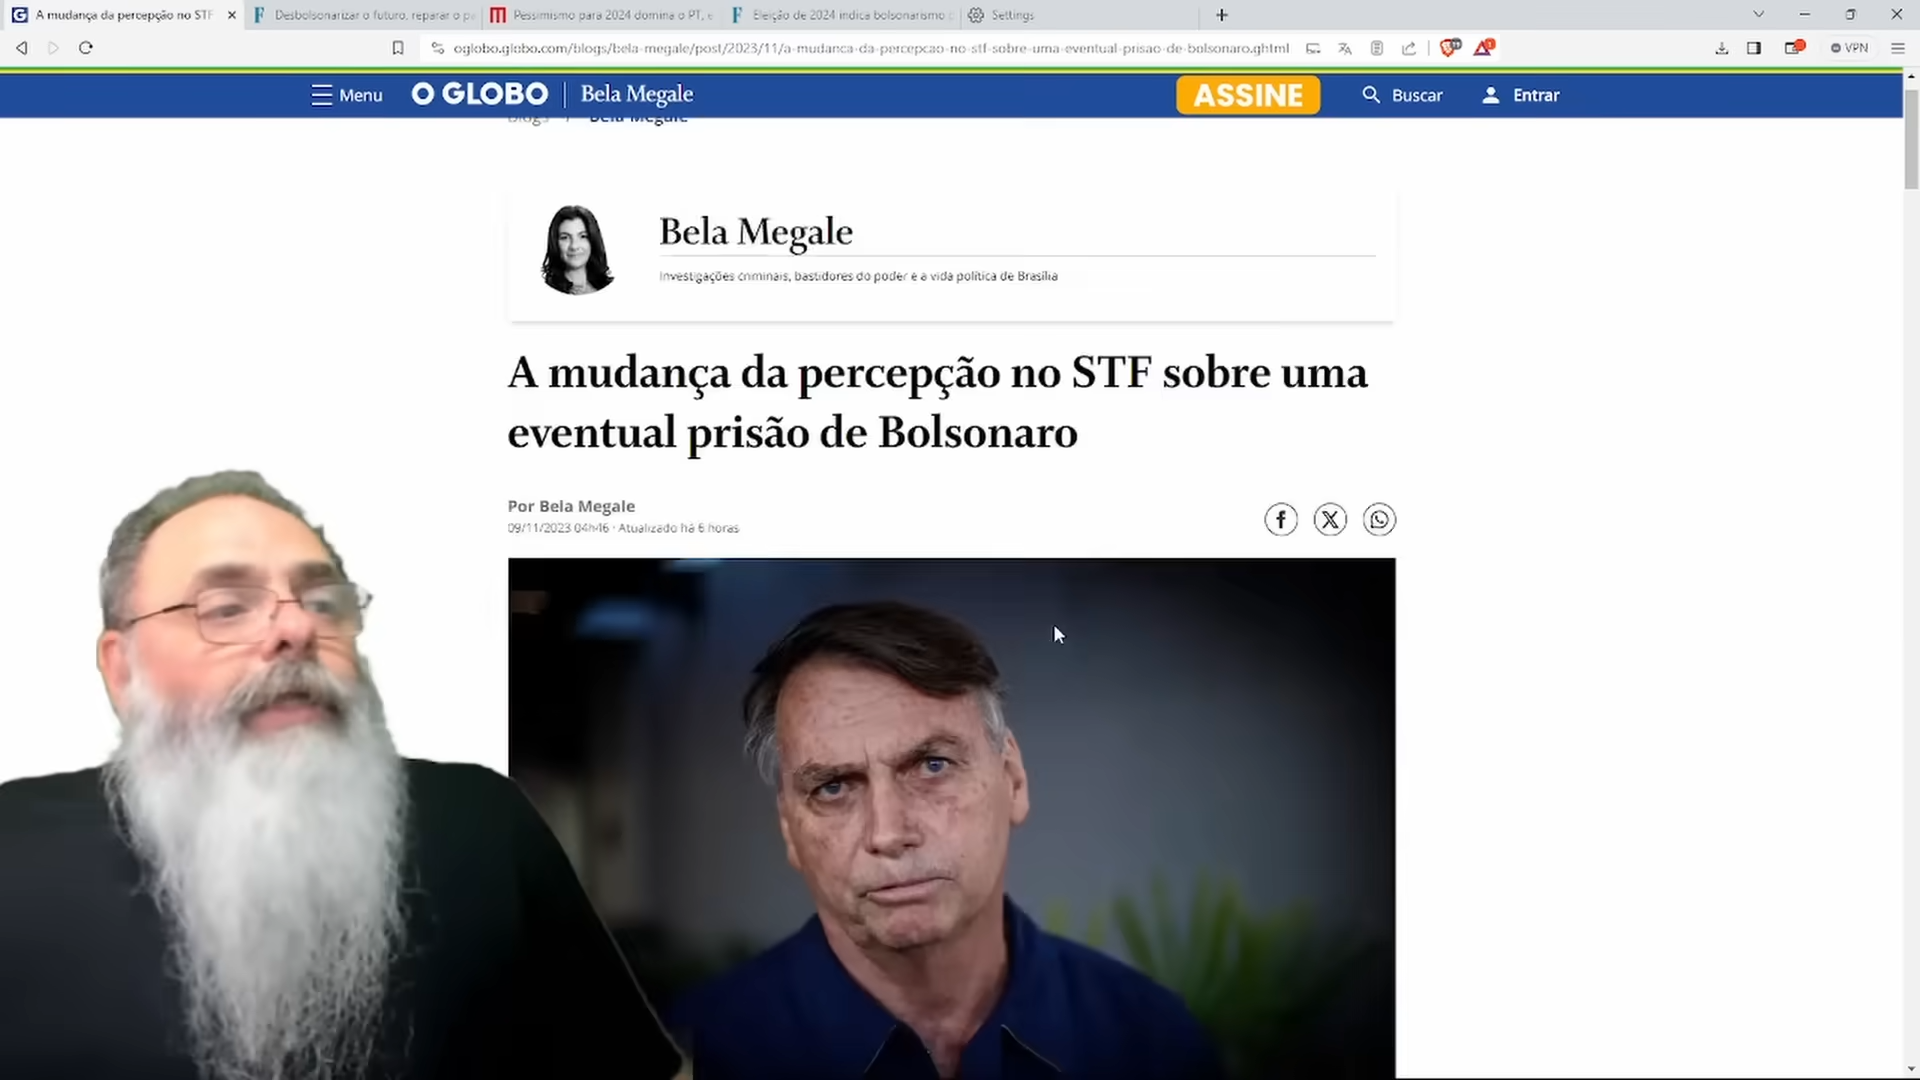 A mudança da percepção no STF
Desbolsonarizar o futuro, reparar o pa
Pessimismo para 2024 domina o PT, e
Eleição de 2024 indica bolsonarismo
Settings
oglobo.globo.com/blogs/bela-megale/post/2023/11/a-mudanca-da-percepcao-no-stf-sobre-uma-eventual-prisao-de-bolsonaro.ghtml
VPN
Menu
O GLOBO
Bela Megale
ASSINE
Buscar
Entrar
Blogs / Bela Megale
Bela Megale
Investigações criminais, bastidores do poder e a vida política de Brasília
A mudança da percepção no STF sobre uma
eventual prisão de Bolsonaro
Por Bela Megale
09/11/2023 04h46 · Atualizado há 6 horas